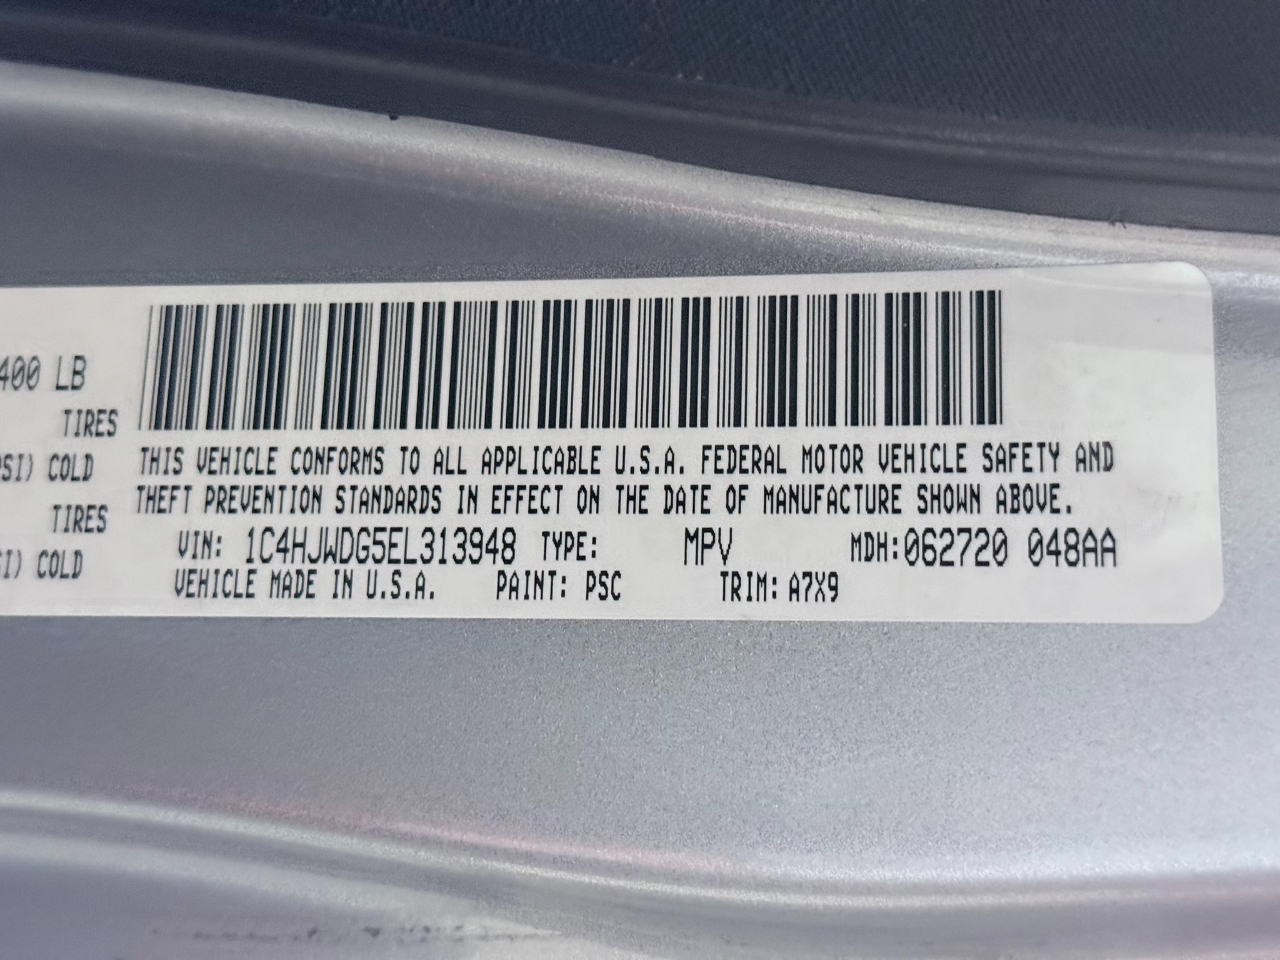 400 LB
TIRES
SI) COLD
TIRES
I) COLD
THIS VEHICLE CONFORMS TO ALL APPLICABLE U.S.A. FEDERAL MOTOR VEHICLE SAFETY AND
THEFT PREVENTION STANDARDS IN EFFECT ON THE DATE OF MANUFACTURE SHOWN ABOVE.
VIN: 1C4HJWDG5EL313948 TYPE: MPV MDH:062720 048AA
VEHICLE MADE IN U.S.A. PAINT: PSC TRIM: A7X9